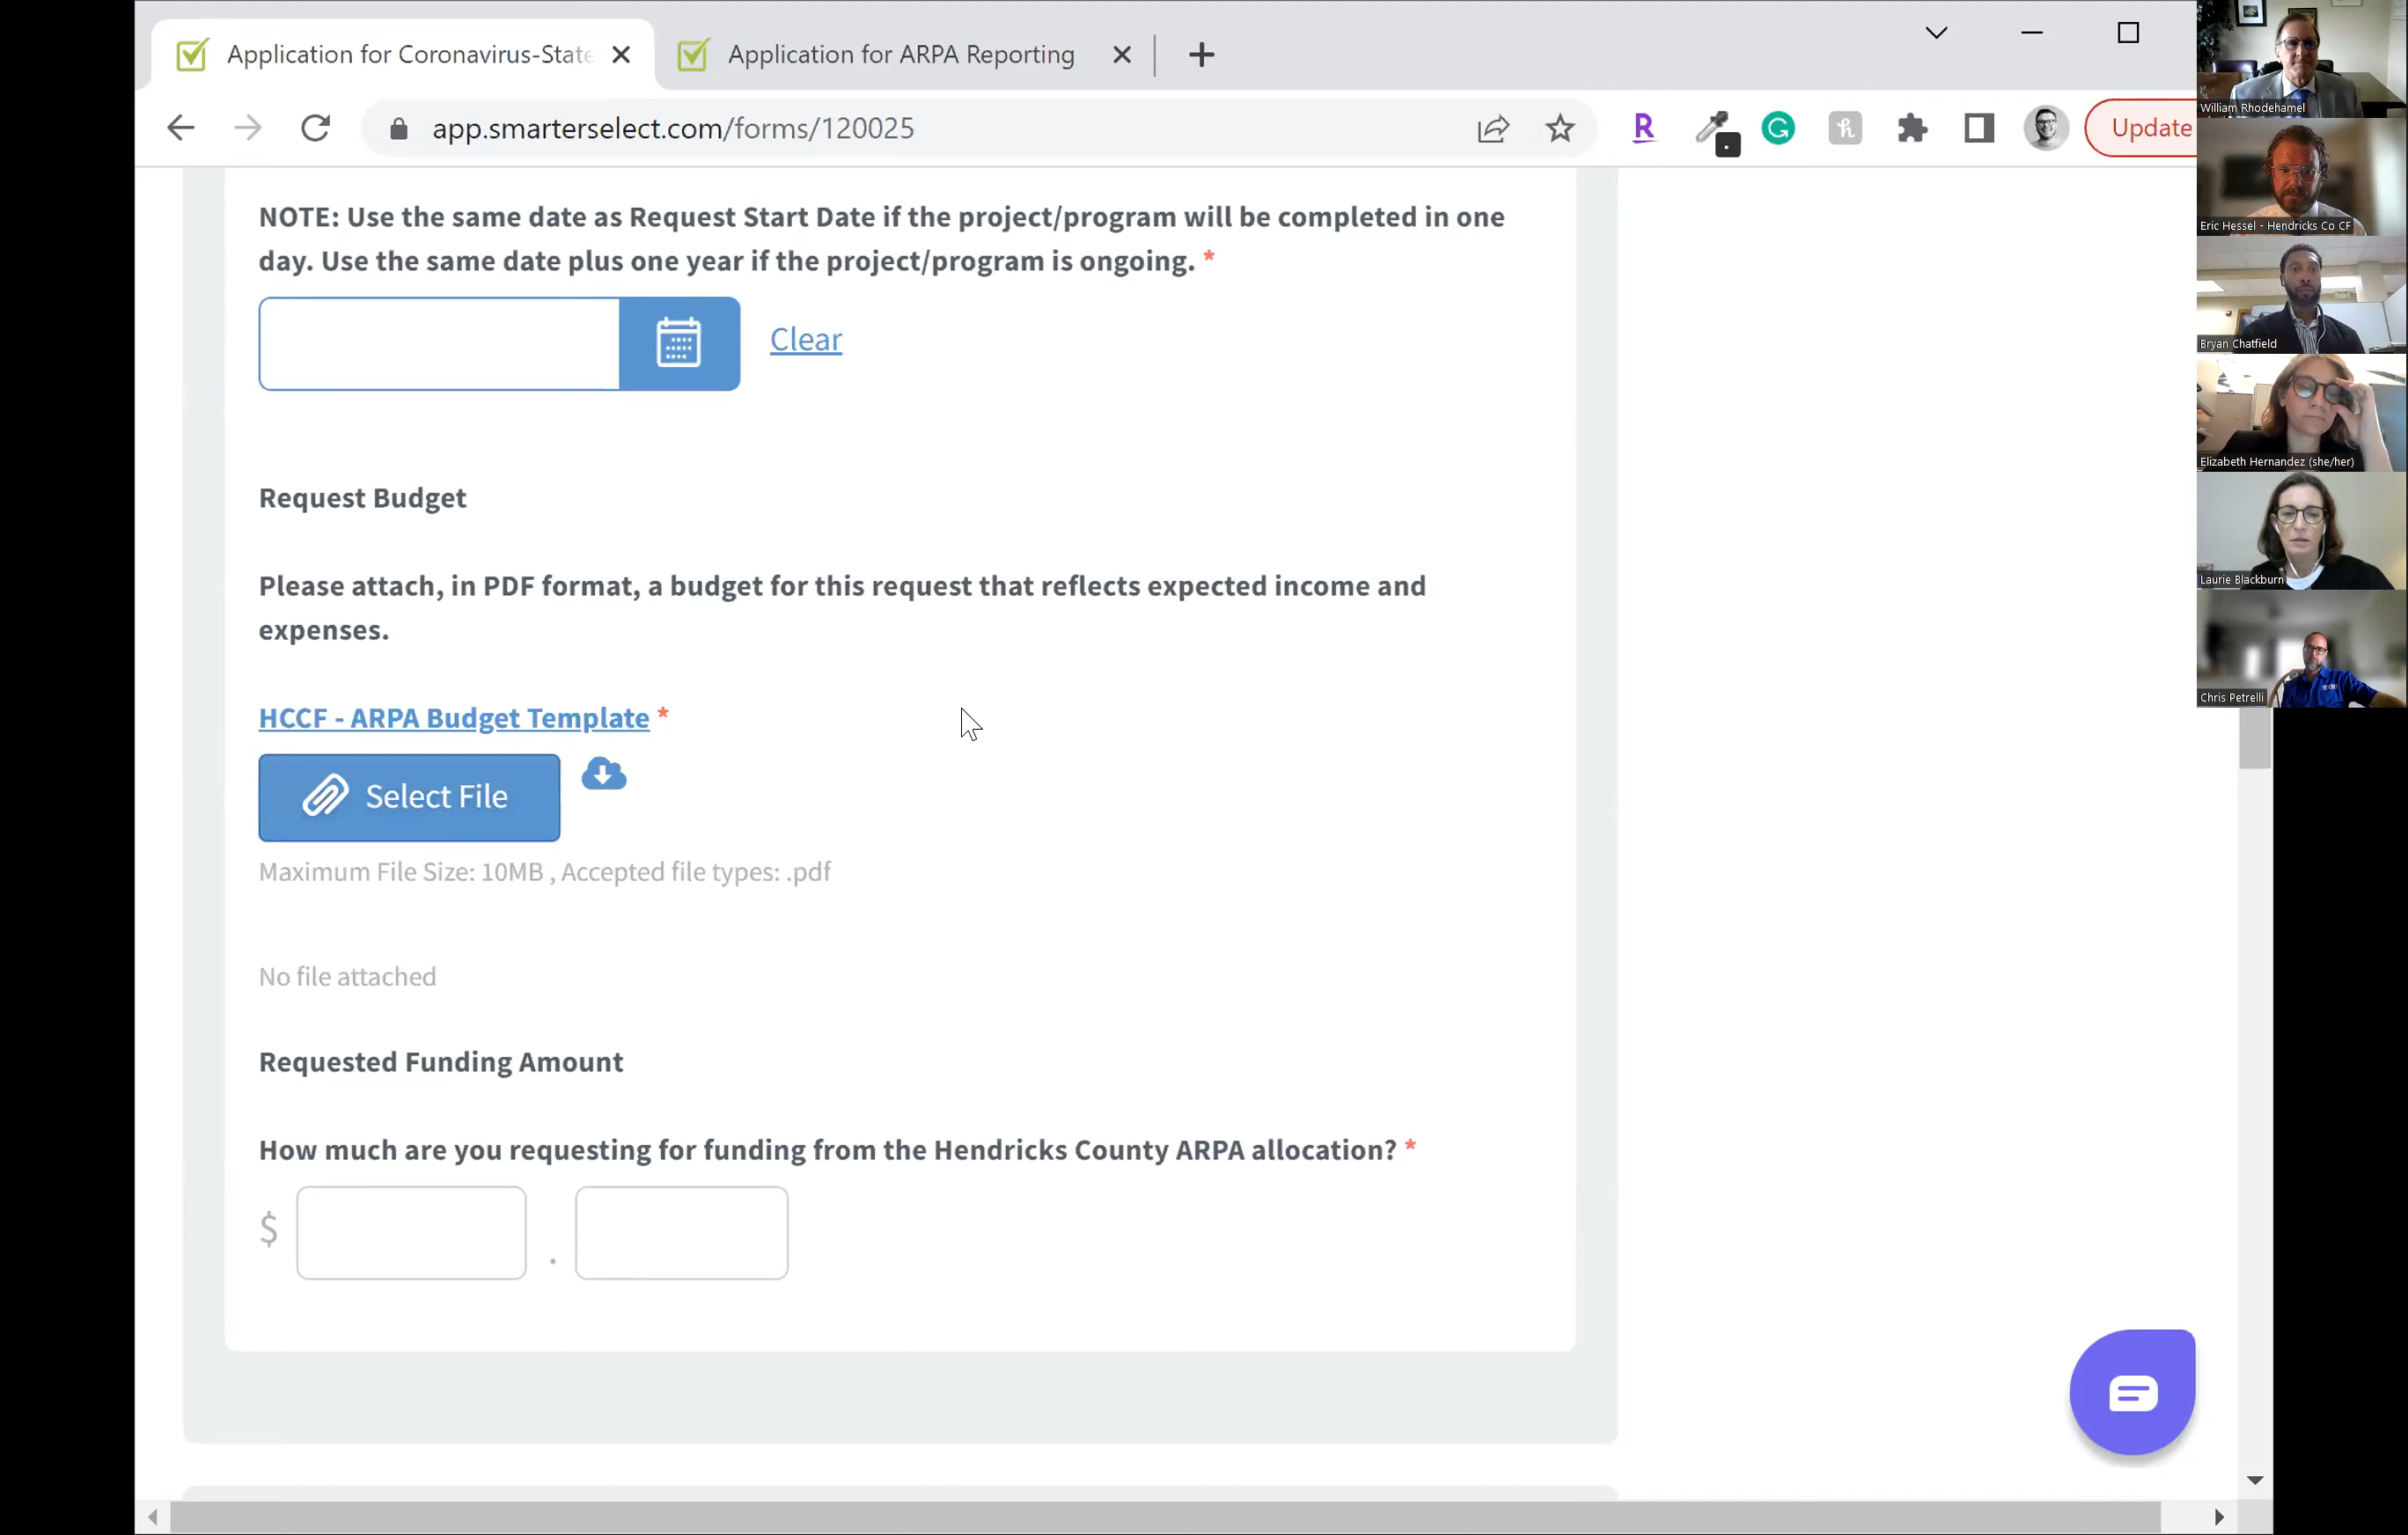 Application for Coronavirus-State
Application for ARPA Reporting
app.smarterselect.com/forms/120025
R
G
h
Update
NOTE: Use the same date as Request Start Date if the project/program will be completed in one
day. Use the same date plus one year if the project/program is ongoing. *
Clear
Request Budget
Please attach, in PDF format, a budget for this request that reflects expected income and
expenses.
HCCF - ARPA Budget Template *
Select File
Maximum File Size: 10MB , Accepted file types: .pdf
No file attached
Requested Funding Amount
How much are you requesting for funding from the Hendricks County ARPA allocation? *
$ .
William Rhodehamel
Eric Hessel - Hendricks Co CF
Bryan Chatfield
Elizabeth Hernandez (she/her)
Laurie Blackburn
Chris Petrelli